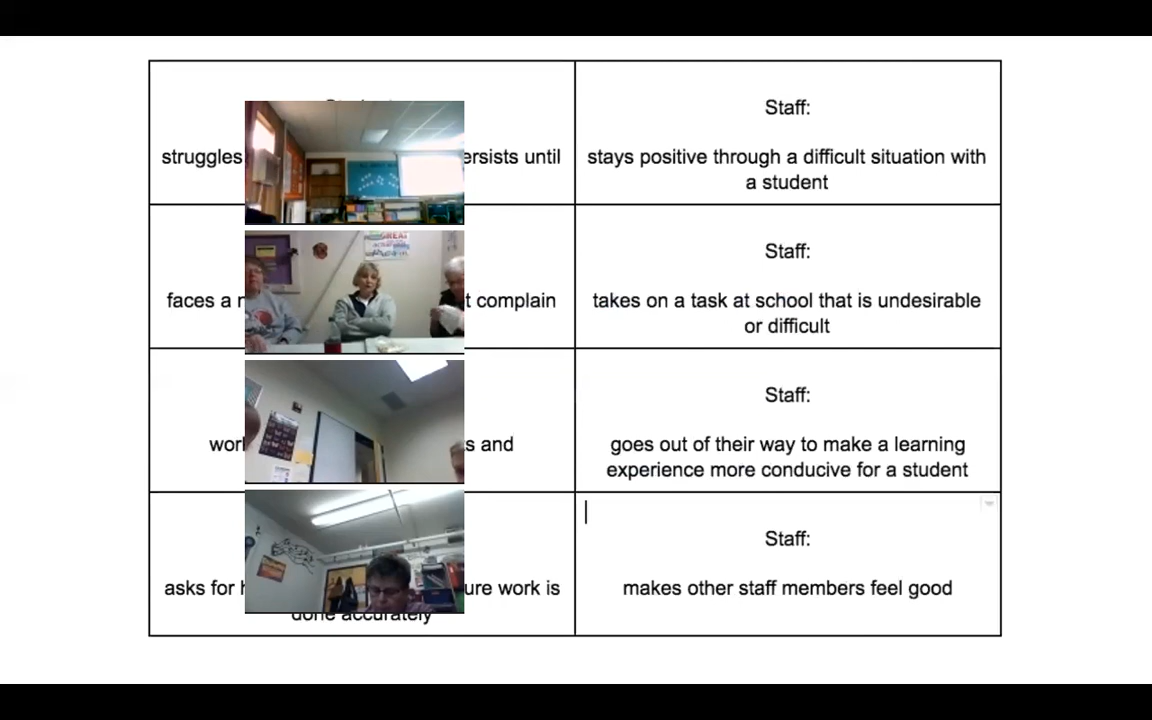 struggles
ersists until
Staff:
stays positive through a difficult situation with
a student
faces a
t complain
Staff:
takes on a task at school that is undesirable
or difficult
s and
Staff:
goes out of their way to make a learning
experience more conducive for a student
asks for
ure work is
done accurately
Staff:
makes other staff members feel good